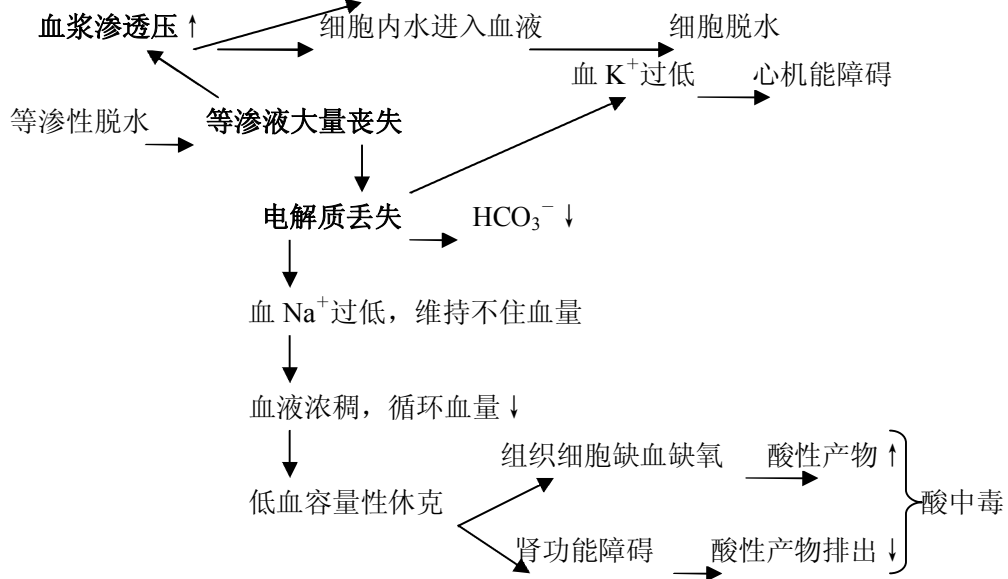 血浆渗透压↑ 细胞内水进入血液 细胞脱水
血 K⁺过低 心机能障碍
等渗性脱水 等渗液大量丧失
电解质丢失 HCO₃⁻ ↓
血 Na⁺过低，维持不住血量
血液浓稠，循环血量↓
组织细胞缺血缺氧 酸性产物↑
低血容量性休克 酸中毒
肾功能障碍 酸性产物排出↓